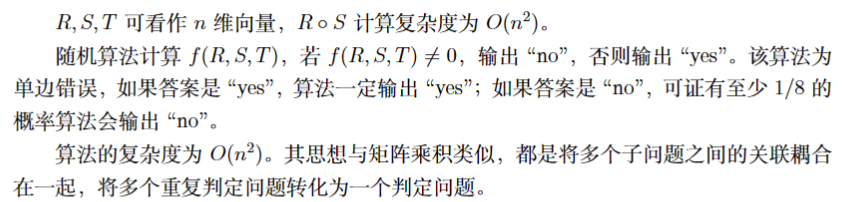 R, S, T 可看作 n 维向量，R ∘ S 计算复杂度为 O(n²)。
随机算法计算 f(R, S, T)，若 f(R, S, T) ≠ 0，输出 “no”，否则输出 “yes”。该算法为
单边错误，如果答案是 “yes”，算法一定输出 “yes”；如果答案是 “no”，可证有至少 1/8 的
概率算法会输出 “no”。
算法的复杂度为 O(n²)。其思想与矩阵乘积类似，都是将多个子问题之间的关联耦合
在一起，将多个重复判定问题转化为一个判定问题。